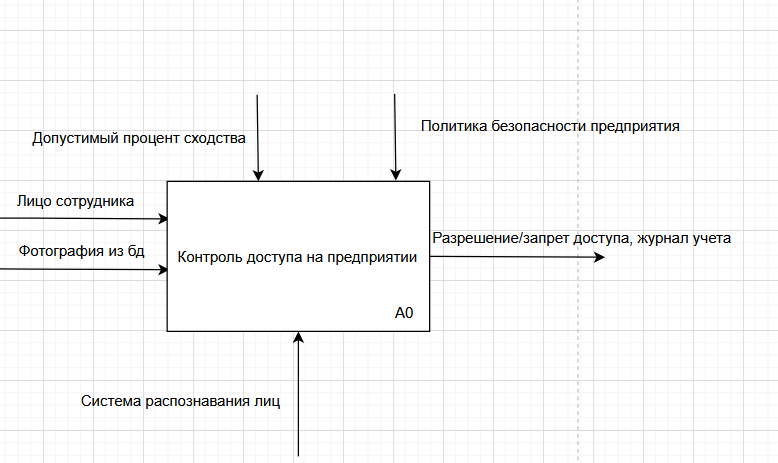 Допустимый процент сходства
Политика безопасности предприятия
Лицо сотрудника
Фотография из бд
Контроль доступа на предприятии
Разрешение/запрет доступа, журнал учета
A0
Система распознавания лиц